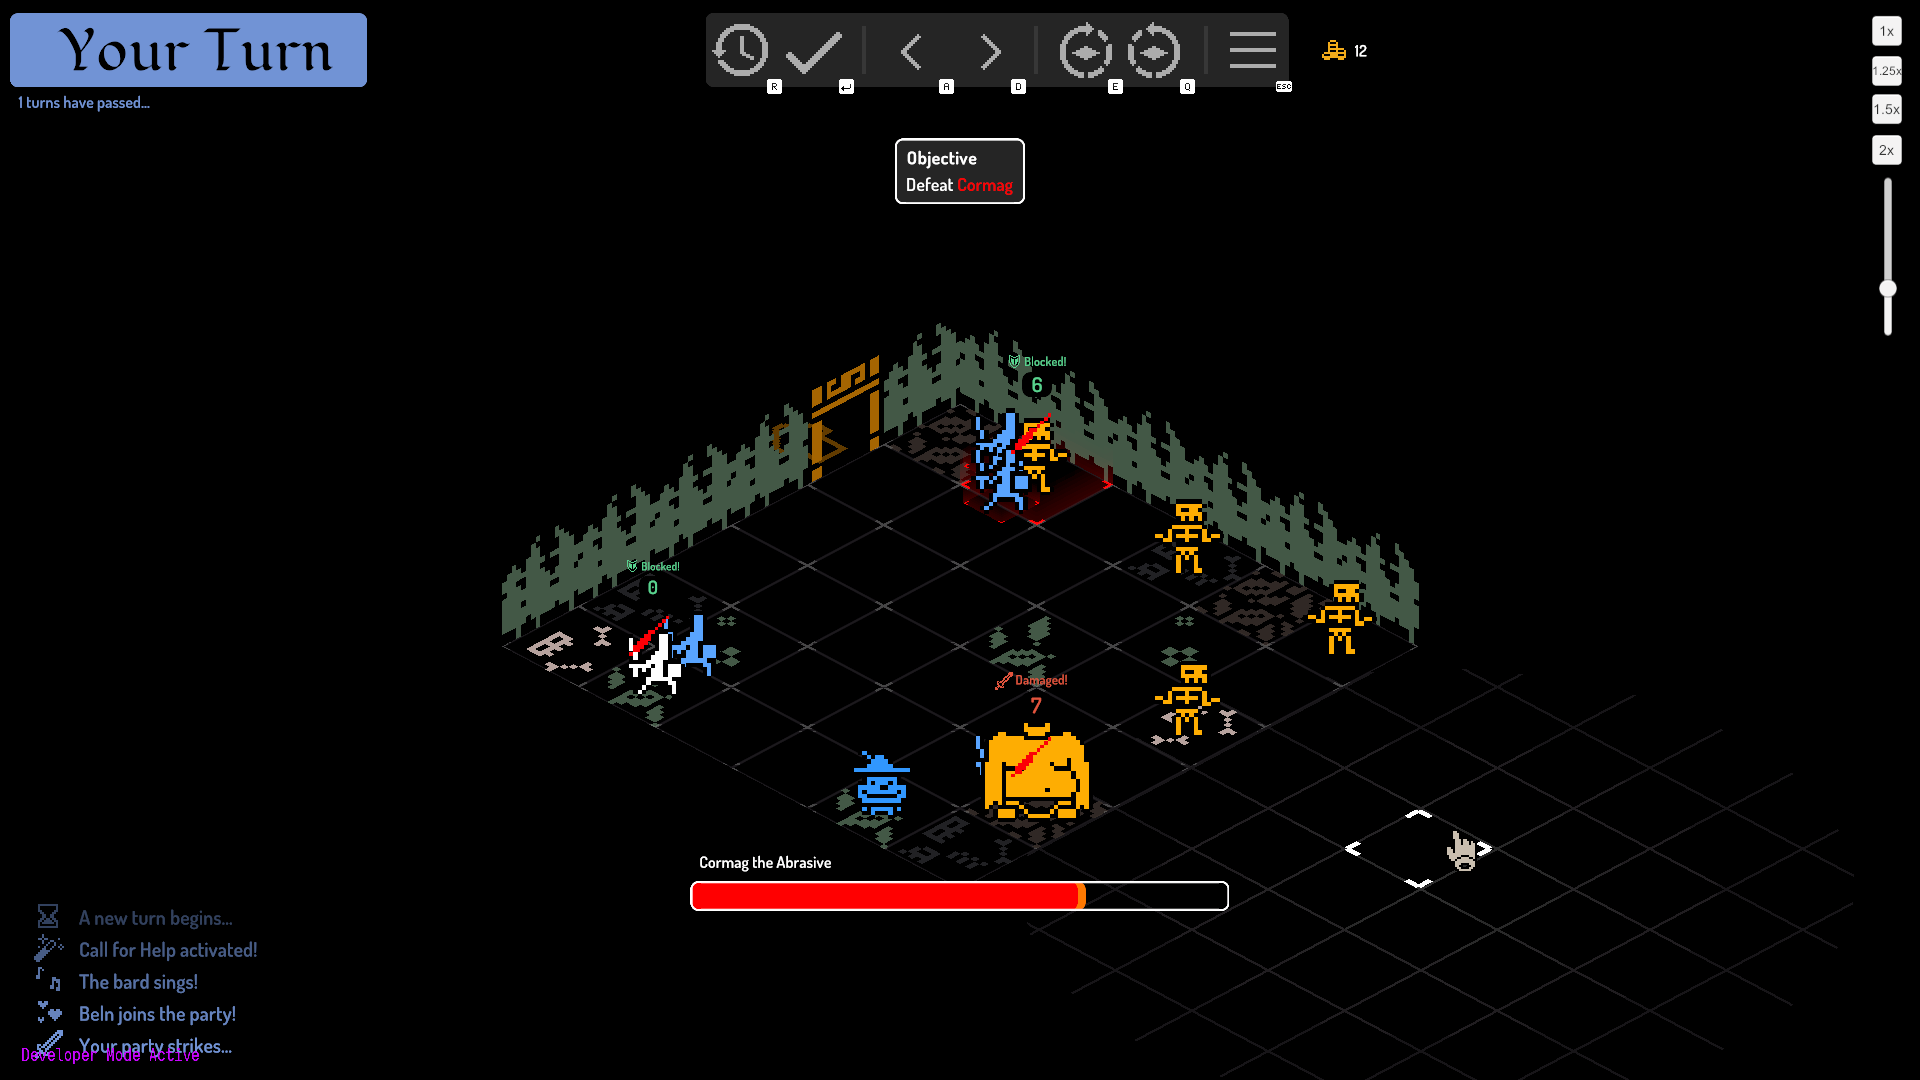 Your Turn
1 turns have passed...
R
A
D
E
Q
ESC
12
1x
1.25x
1.5x
2x
Objective
Defeat Cormag
Blocked!
6
Blocked!
0
Damaged!
7
Cormag the Abrasive
A new turn begins...
Call for Help activated!
The bard sings!
Beln joins the party!
Your party strikes...
Developer Mode Active